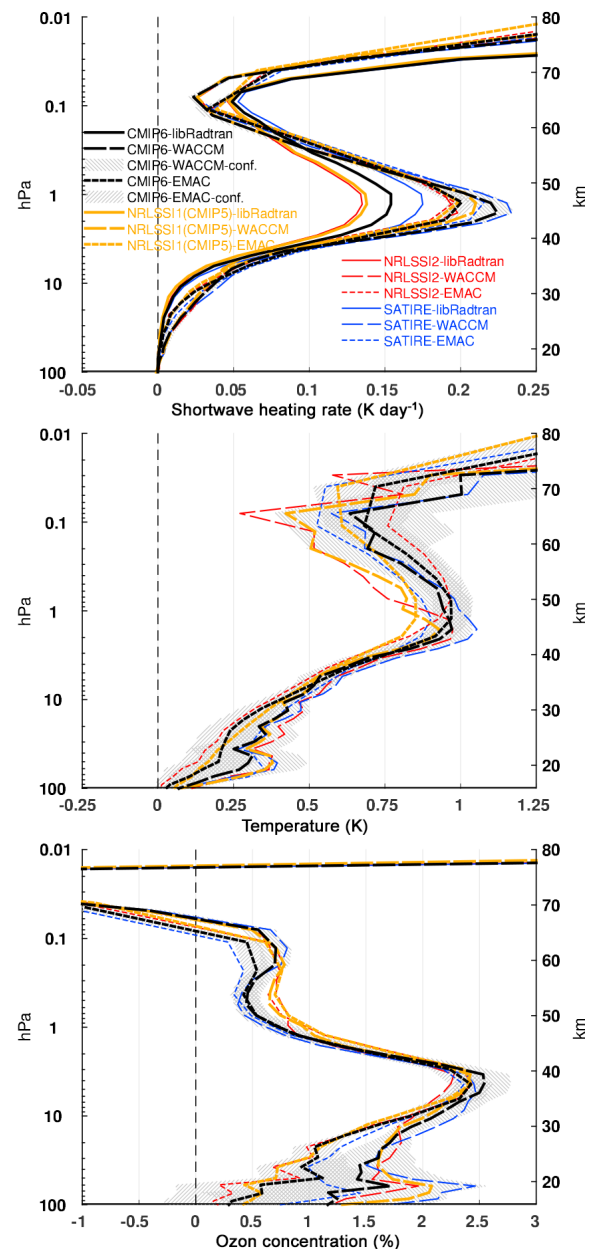 0.01
80
70
0.1
CMIP6-libRadtran
CMIP6-WACCM
CMIP6-WACCM-conf.
CMIP6-EMAC
CMIP6-EMAC-conf.
NRLSSI1(CMIP5)-libRadtran
NRLSSI1(CMIP5)-WACCM
NRLSSI1(CMIP5)-EMAC
60
hPa
1
50
km
40
10
NRLSSI2-libRadtran
NRLSSI2-WACCM
NRLSSI2-EMAC
SATIRE-libRadtran
SATIRE-WACCM
SATIRE-EMAC
30
20
100
-0.05 0 0.05 0.1 0.15 0.2 0.25
Shortwave heating rate (K day-1)
0.01
80
70
0.1
60
hPa
1
50
km
40
10
30
20
100
-0.25 0 0.25 0.5 0.75 1 1.25
Temperature (K)
0.01
80
70
0.1
60
hPa
1
50
km
40
10
30
20
100
-1 -0.5 0 0.5 1 1.5 2 2.5 3
Ozon concentration (%)